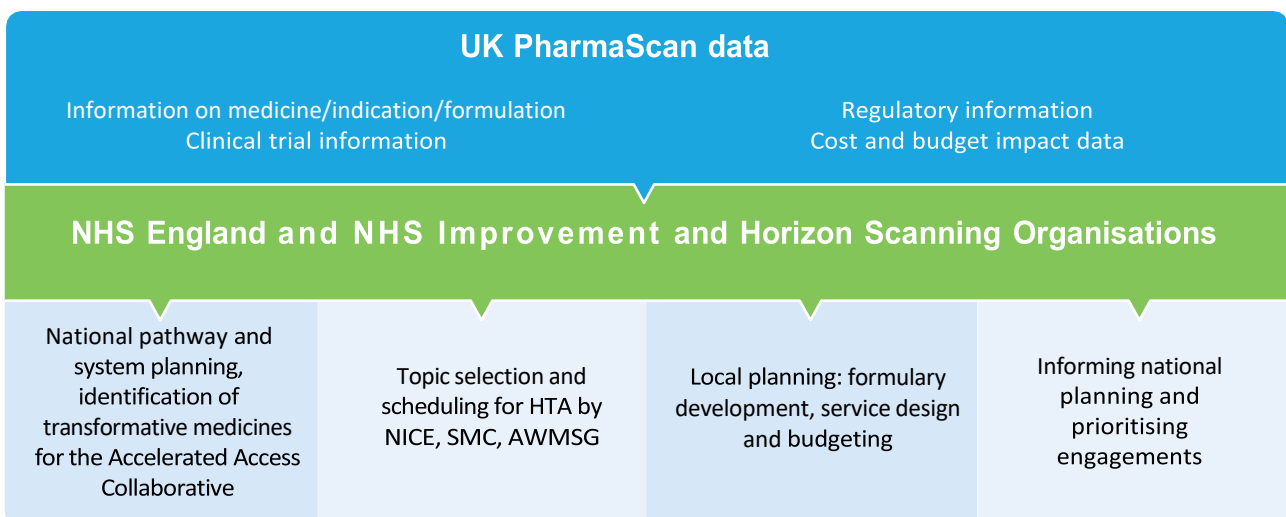 UK PharmaScan data
Information on medicine/indication/formulation
Clinical trial information
Regulatory information
Cost and budget impact data
NHS England and NHS Improvement and Horizon Scanning Organisations
National pathway and
system planning,
identification of
transformative medicines
for the Accelerated Access
Collaborative
Topic selection and
scheduling for HTA by
NICE, SMC, AWMSG
Local planning: formulary
development, service design
and budgeting
Informing national
planning and
prioritising
engagements